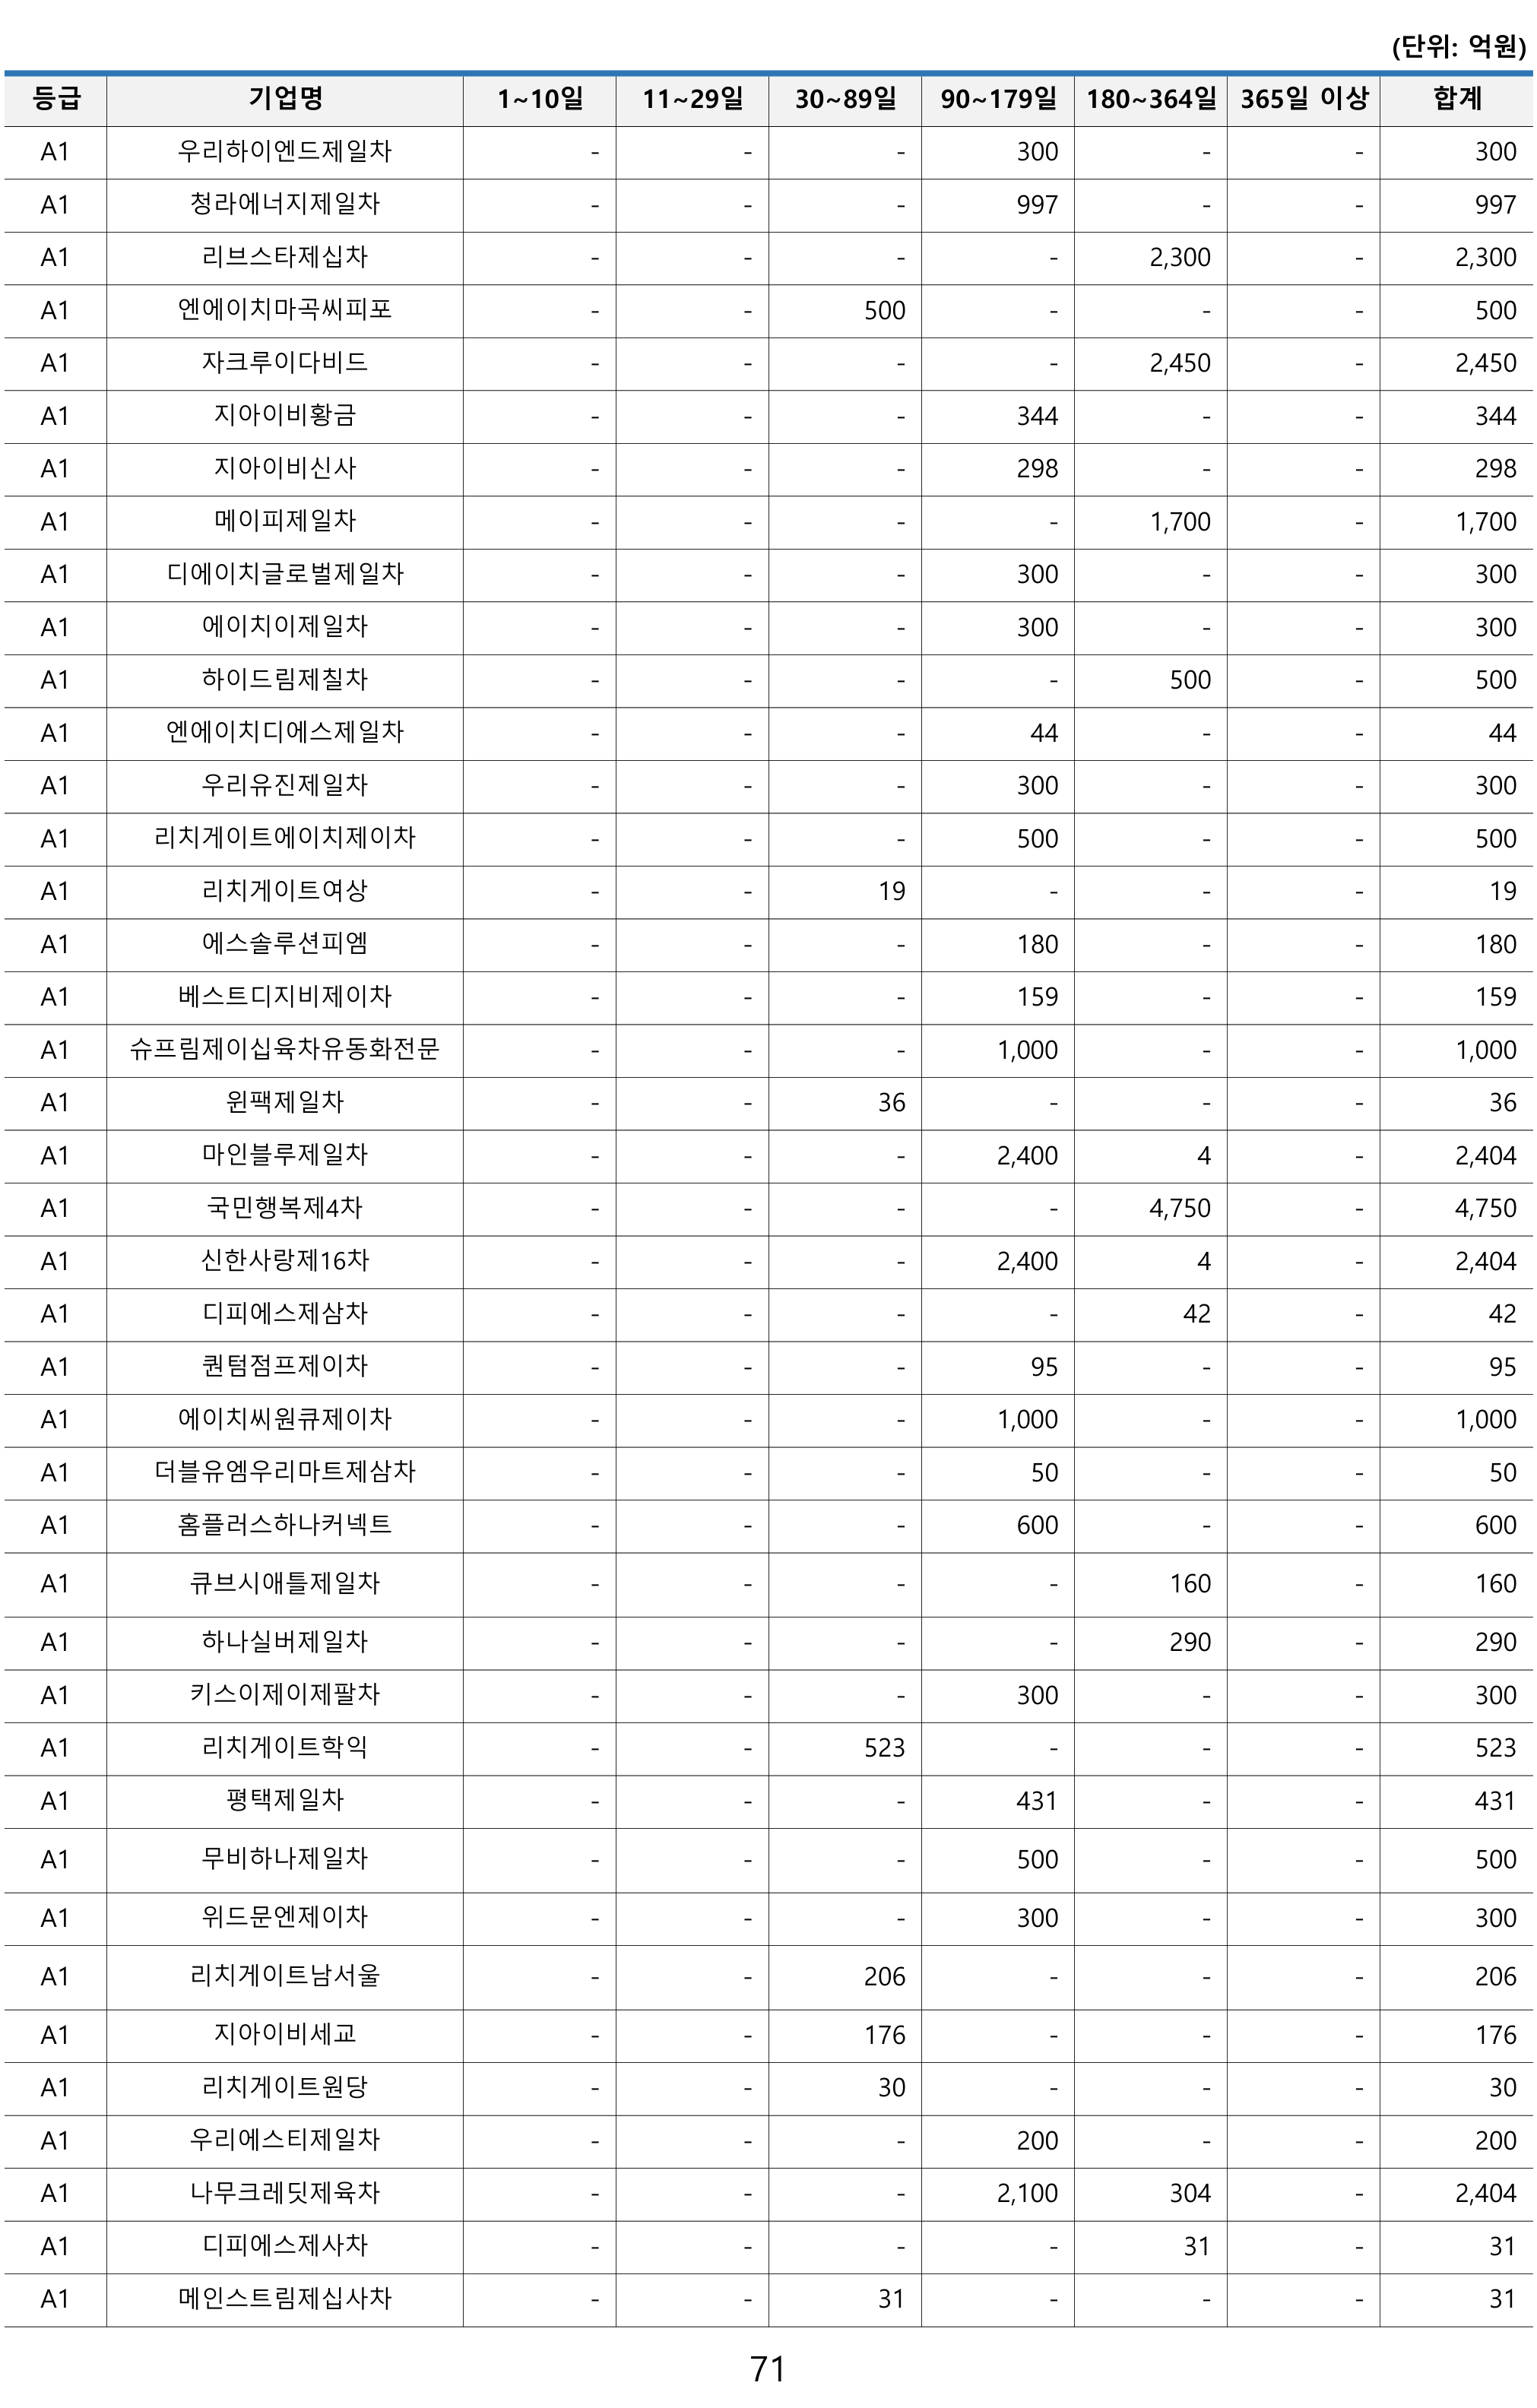 (단위: 억원)
등급 기업명 1~10일 11~29일 30~89일 90~179일 180~364일 365일 이상 합계
A1 우리하이엔드제일차 - - - 300 - - 300
A1 청라에너지제일차 - - - 997 - - 997
A1 리브스타제십차 - - - - 2,300 - 2,300
A1 엔에이치마곡씨피포 - - 500 - - - 500
A1 자크루이다비드 - - - - 2,450 - 2,450
A1 지아이비황금 - - - 344 - - 344
A1 지아이비신사 - - - 298 - - 298
A1 메이피제일차 - - - - 1,700 - 1,700
A1 디에이치글로벌제일차 - - - 300 - - 300
A1 에이치이제일차 - - - 300 - - 300
A1 하이드림제칠차 - - - - 500 - 500
A1 엔에이치디에스제일차 - - - 44 - - 44
A1 우리유진제일차 - - - 300 - - 300
A1 리치게이트에이치제이차 - - - 500 - - 500
A1 리치게이트여상 - - 19 - - - 19
A1 에스솔루션피엠 - - - 180 - - 180
A1 베스트디지비제이차 - - - 159 - - 159
A1 슈프림제이십육차유동화전문 - - - 1,000 - - 1,000
A1 윈팩제일차 - - 36 - - - 36
A1 마인블루제일차 - - - 2,400 4 - 2,404
A1 국민행복제4차 - - - - 4,750 - 4,750
A1 신한사랑제16차 - - - 2,400 4 - 2,404
A1 디피에스제삼차 - - - - 42 - 42
A1 퀀텀점프제이차 - - - 95 - - 95
A1 에이치씨원큐제이차 - - - 1,000 - - 1,000
A1 더블유엠우리마트제삼차 - - - 50 - - 50
A1 홈플러스하나커넥트 - - - 600 - - 600
A1 큐브시애틀제일차 - - - - 160 - 160
A1 하나실버제일차 - - - - 290 - 290
A1 키스이제이제팔차 - - - 300 - - 300
A1 리치게이트학익 - - 523 - - - 523
A1 평택제일차 - - - 431 - - 431
A1 무비하나제일차 - - - 500 - - 500
A1 위드문엔제이차 - - - 300 - - 300
A1 리치게이트남서울 - - 206 - - - 206
A1 지아이비세교 - - 176 - - - 176
A1 리치게이트원당 - - 30 - - - 30
A1 우리에스티제일차 - - - 200 - - 200
A1 나무크레딧제육차 - - - 2,100 304 - 2,404
A1 디피에스제사차 - - - - 31 - 31
A1 메인스트림제십사차 - - 31 - - - 31
71